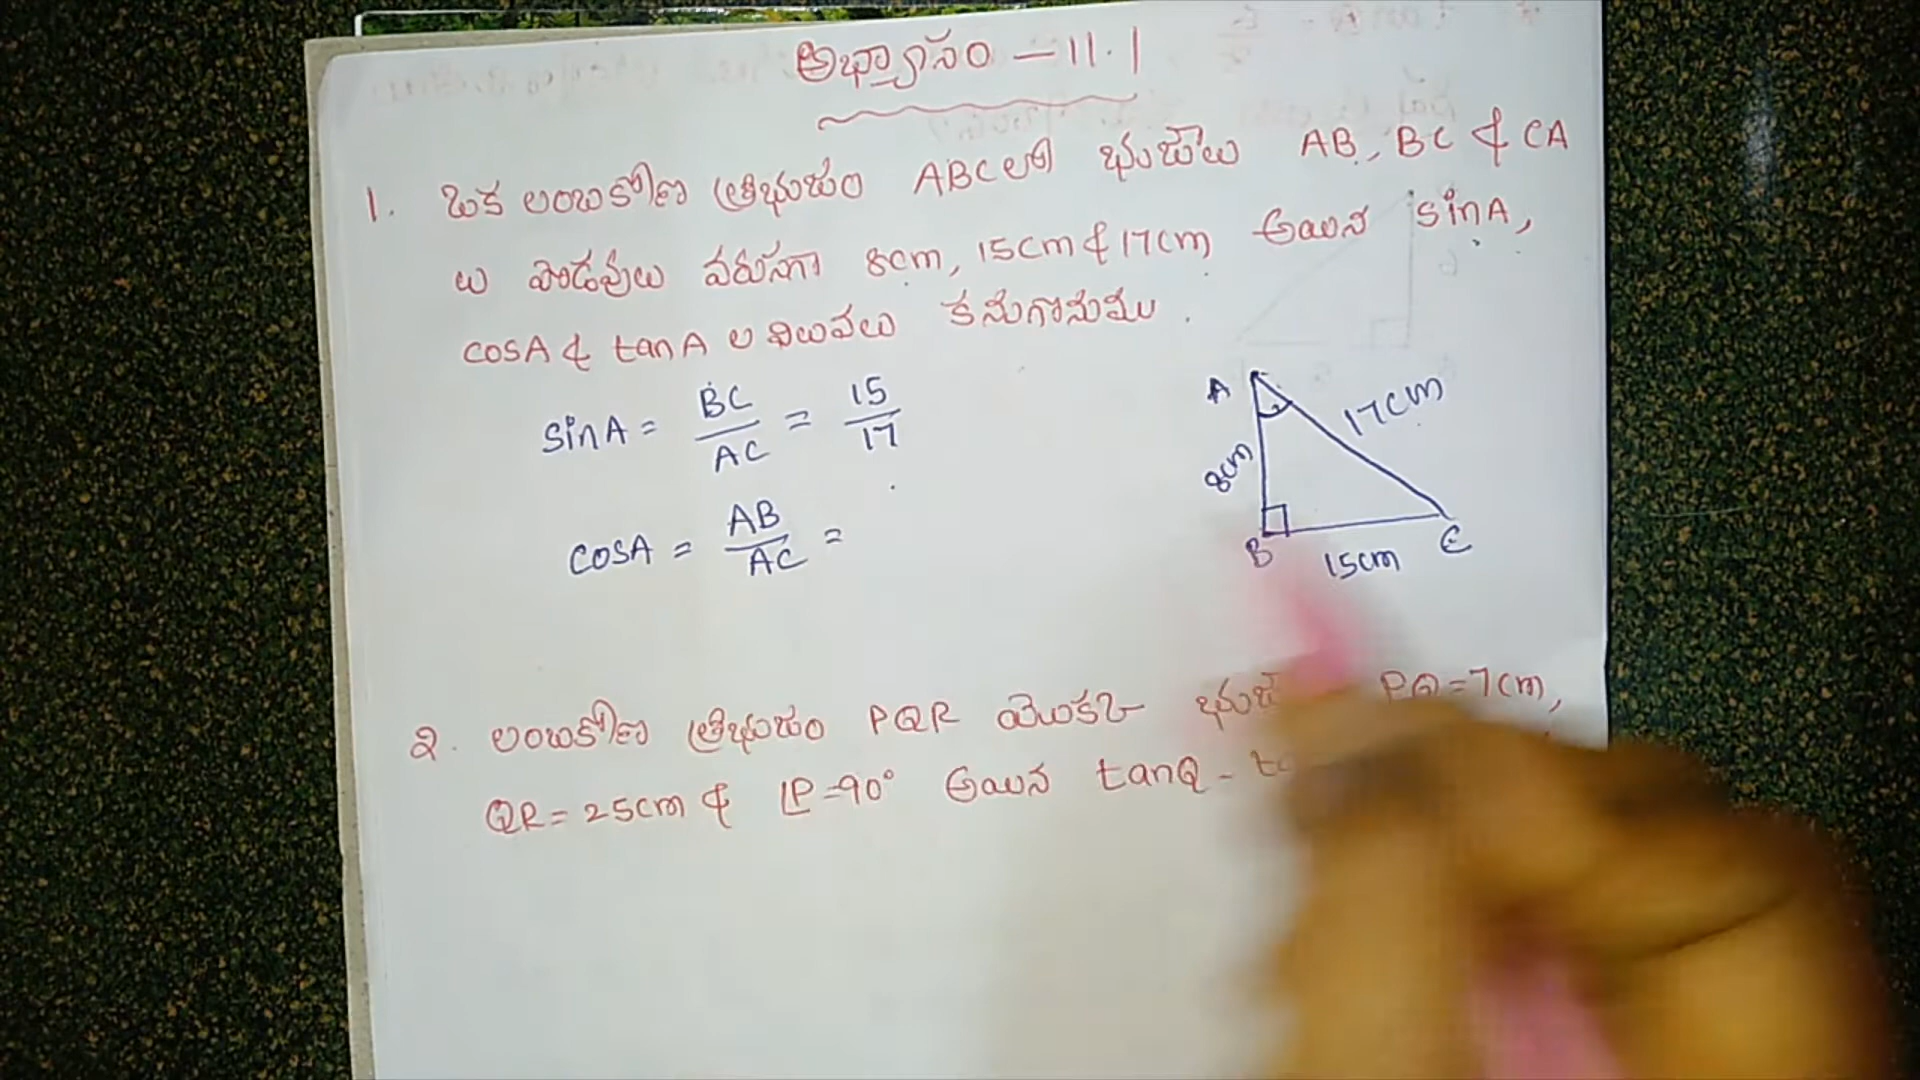 అభ్యాసం - 11.1
1. ఒక లంబకోణ త్రిభుజం ABC లో భుజాలు AB, BC & CA
ల పొడవులు వరుసగా 8cm, 15cm & 17cm అయిన sinA,
cosA & tanA ల విలువలు కనుగొనుము.
sinA = BC/AC = 15/17
A 17cm
8cm
cosA = AB/AC =
B 15cm C
2. లంబకోణ త్రిభుజం PQR యొక్క PQ=7cm,
QR=25cm & ∠P=90° అయిన tanQ -